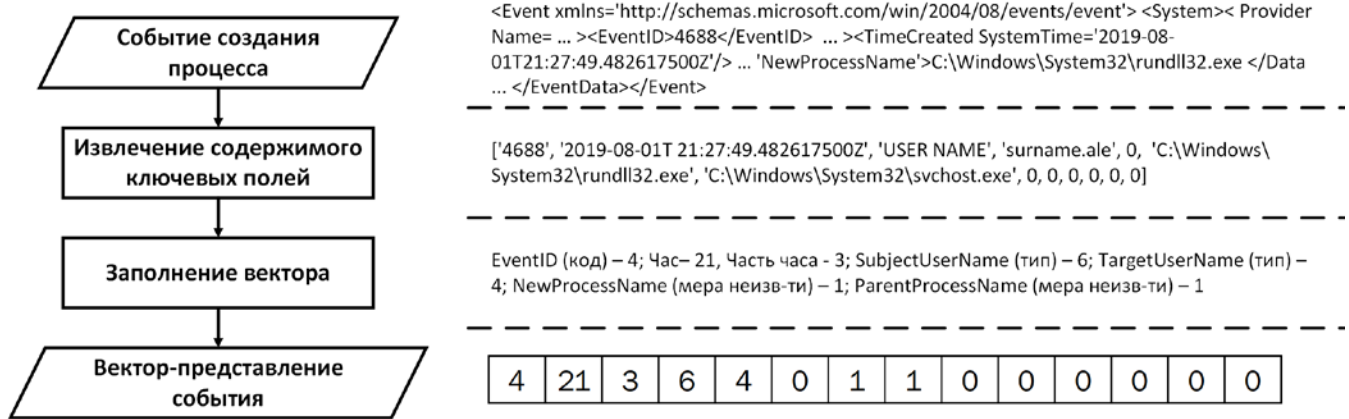 Событие создания
процесса
<Event xmlns='http://schemas.microsoft.com/win/2004/08/events/event'> <System>< Provider
Name= ... ><EventID>4688</EventID>  ... ><TimeCreated SystemTime='2019-08-
01T21:27:49.482617500Z'/> ... 'NewProcessName'>C:\Windows\System32\rundll32.exe </Data
... </EventData></Event>
Извлечение содержимого
ключевых полей
['4688', '2019-08-01T 21:27:49.482617500Z', 'USER NAME', 'surname.ale', 0,  'C:\Windows\
System32\rundll32.exe', 'C:\Windows\System32\svchost.exe', 0, 0, 0, 0, 0, 0]
Заполнение вектора
EventID (код) – 4; Час– 21, Часть часа - 3; SubjectUserName (тип) – 6; TargetUserName (тип) –
4; NewProcessName (мера неизв-ти) – 1; ParentProcessName (мера неизв-ти) – 1
Вектор-представление
события
4 21 3 6 4 0 1 1 0 0 0 0 0 0